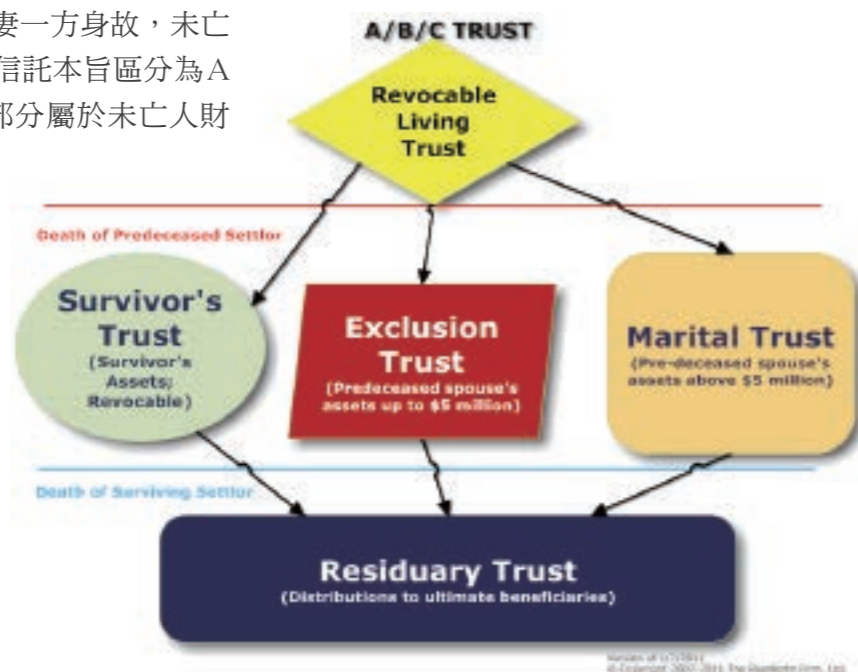 妻一方身故，未亡
信託本旨區分為A
部分屬於未亡人財
A/B/C TRUST
Revocable
Living
Trust
Death of Predeceased Settlor
Survivor's
Trust
(Survivor's
Assets;
Revocable)
Exclusion
Trust
(Predeceased spouse's
assets up to $5 million)
Marital Trust
(Pre-deceased spouse's
assets above $5 million)
Death of Surviving Settlor
Residuary Trust
(Distributions to ultimate beneficiaries)